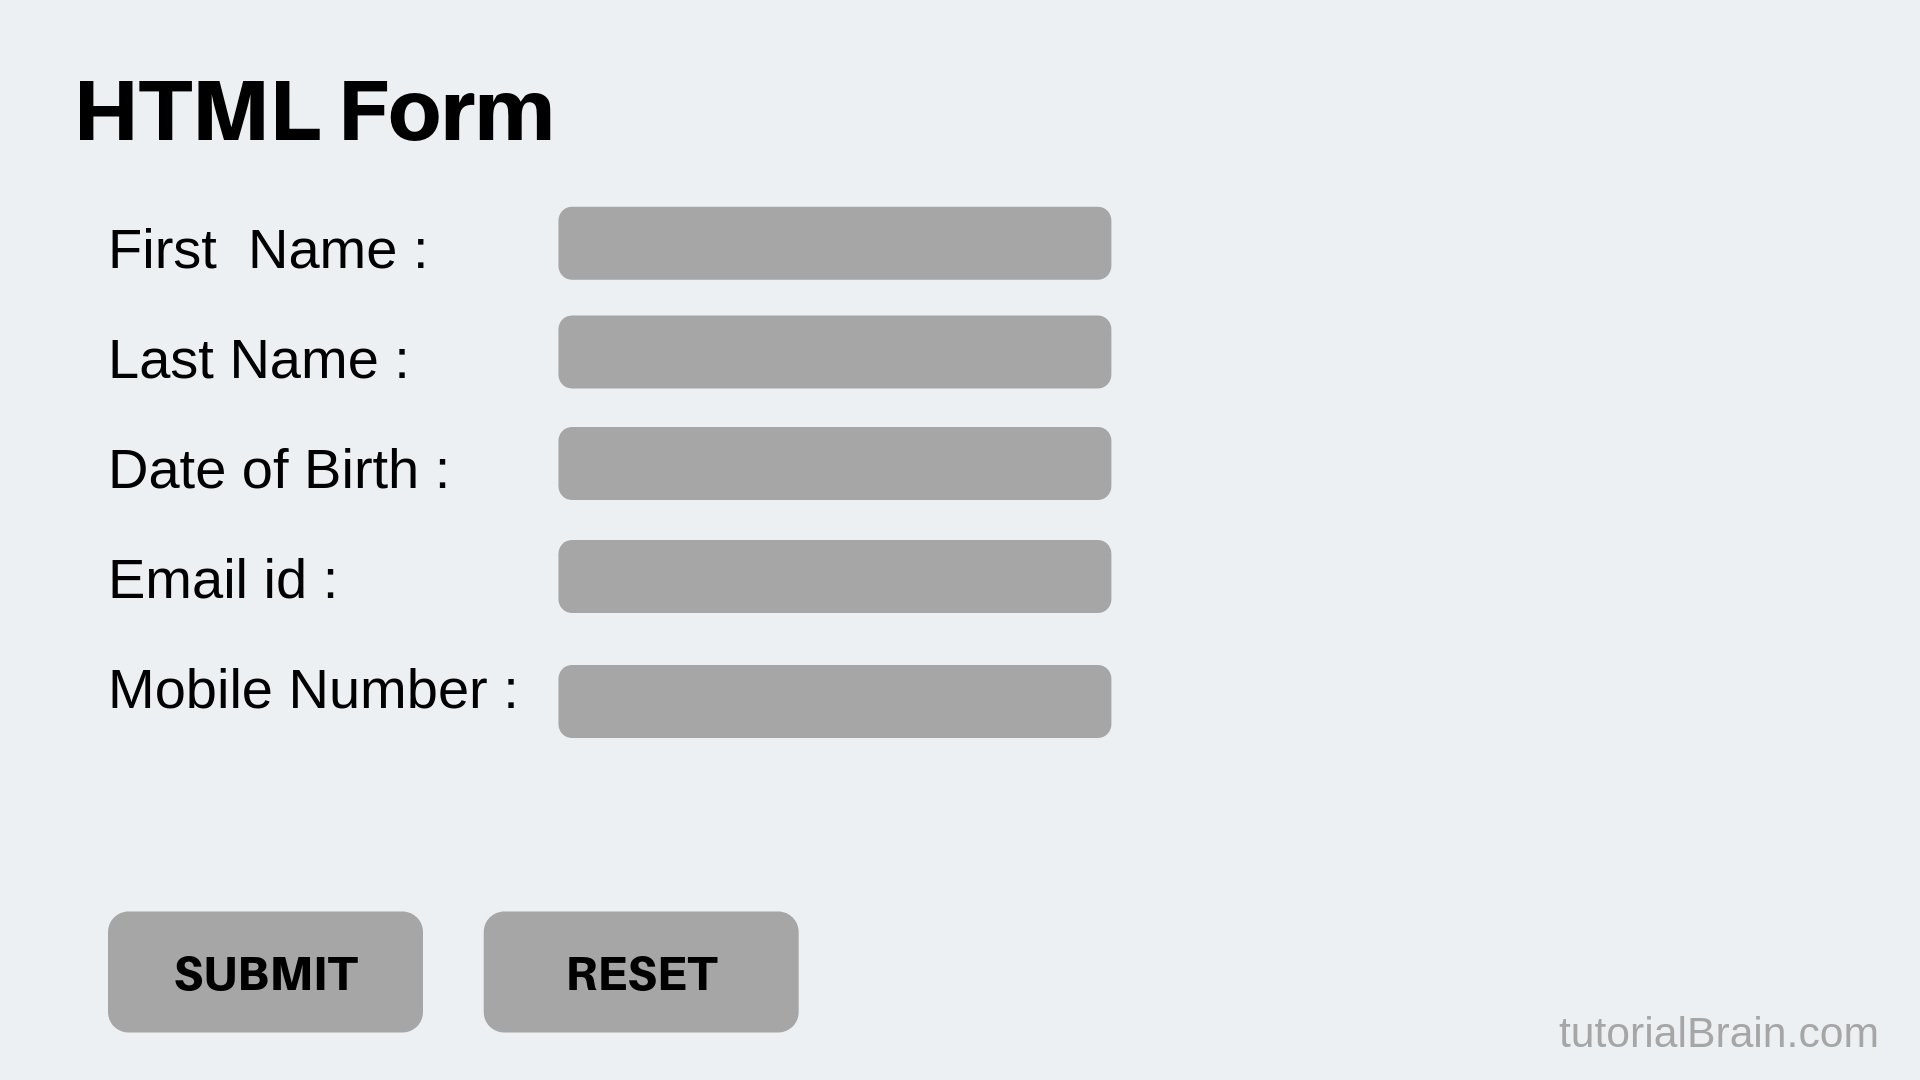 HTML Form
First  Name :
Last Name :
Date of Birth :
Email id :
Mobile Number :
SUBMIT
RESET
tutorialBrain.com